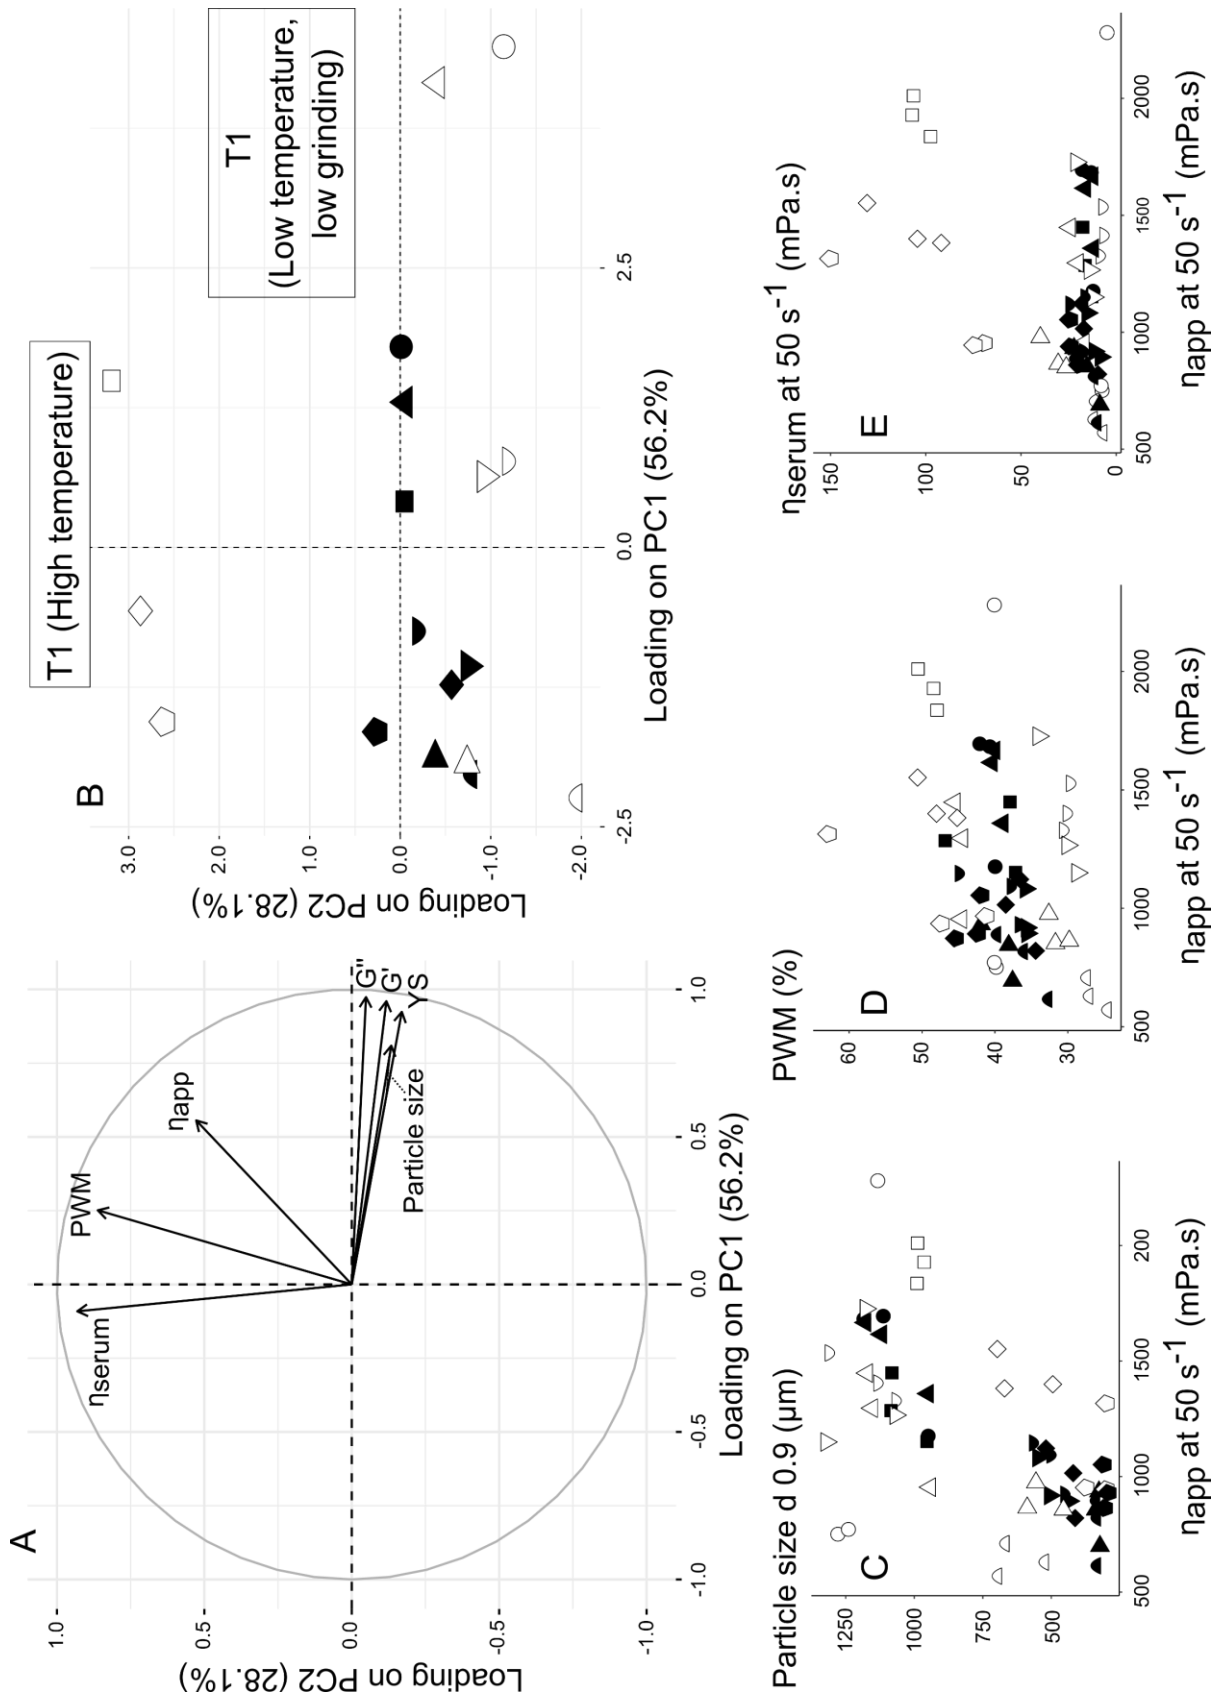 A
1.0
0.5
0.0
-0.5
-1.0
Loading on PC2 (28.1%)
ηserum
PWM
ηapp
G''
G'
YS
Particle size
-1.0
-0.5
0.0
0.5
1.0
Loading on PC1 (56.2%)
B
T1 (High temperature)
T1
(Low temperature,
low grinding)
3.0
2.0
1.0
0.0
-1.0
-2.0
Loading on PC2 (28.1%)
-2.5
0.0
2.5
Loading on PC1 (56.2%)
Particle size d 0.9 (µm)
C
1250
1000
750
500
500
1000
1500
200
ηapp at 50 s⁻¹ (mPa.s)
PWM (%)
D
60
50
40
30
500
1000
1500
2000
ηapp at 50 s⁻¹ (mPa.s)
ηserum at 50 s⁻¹ (mPa.s)
E
150
100
50
0
500
1000
1500
2000
ηapp at 50 s⁻¹ (mPa.s)